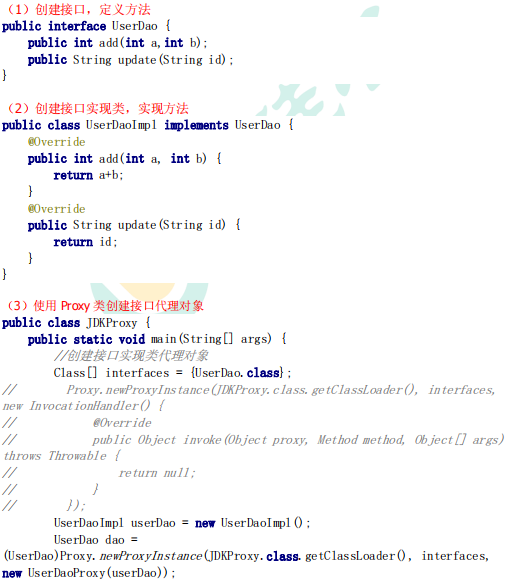 （1）创建接口，定义方法
public interface UserDao {
    public int add(int a,int b);
    public String update(String id);
}
（2）创建接口实现类，实现方法
public class UserDaoImpl implements UserDao {
    @Override
    public int add(int a, int b) {
        return a+b;
    }
    @Override
    public String update(String id) {
        return id;
    }
}
（3）使用 Proxy 类创建接口代理对象
public class JDKProxy {
    public static void main(String[] args) {
        //创建接口实现类代理对象
        Class[] interfaces = {UserDao.class};
//        Proxy.newProxyInstance(JDKProxy.class.getClassLoader(), interfaces,
new InvocationHandler() {
//            @Override
//            public Object invoke(Object proxy, Method method, Object[] args)
throws Throwable {
//                return null;
//            }
//        });
        UserDaoImpl userDao = new UserDaoImpl();
        UserDao dao =
(UserDao)Proxy.newProxyInstance(JDKProxy.class.getClassLoader(), interfaces,
new UserDaoProxy(userDao));